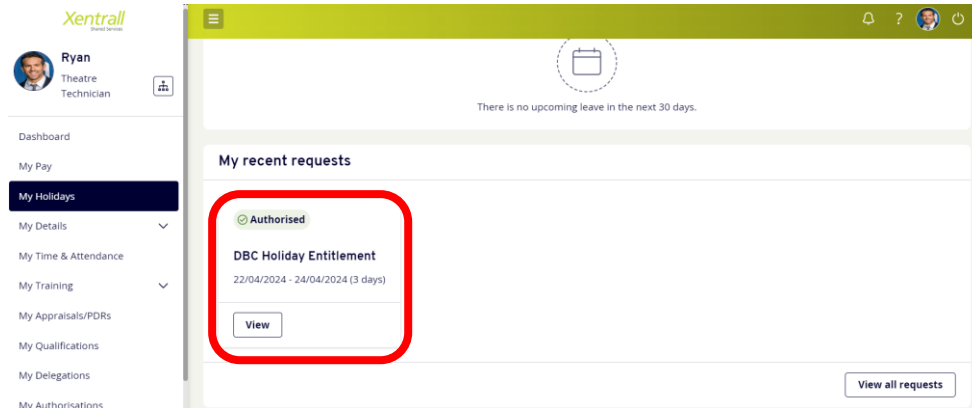 Xentrall
Shared Services
Ryan
Theatre
Technician
Dashboard
My Pay
My Holidays
My Details
My Time & Attendance
My Training
My Appraisals/PDRs
My Qualifications
My Delegations
My Authorisations
?
There is no upcoming leave in the next 30 days.
My recent requests
Authorised
DBC Holiday Entitlement
22/04/2024 - 24/04/2024 (3 days)
View
View all requests